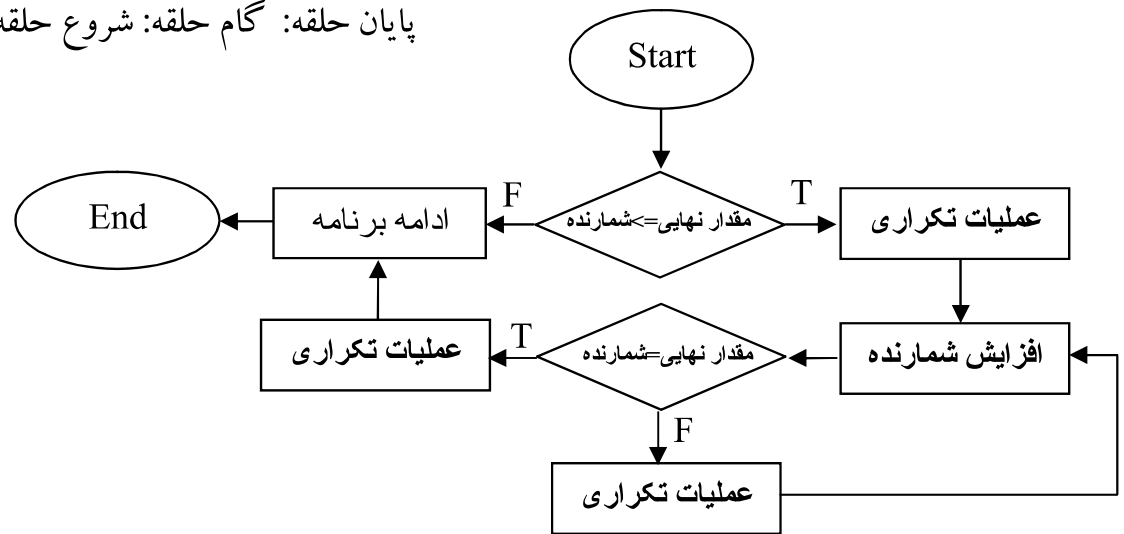 پایان حلقه: گام حلقه: شروع حلقه
Start
مقدار نهایی=>شمارنده
T
عملیات تکراری
F
ادامه برنامه
End
افزایش شمارنده
مقدار نهایی=شمارنده
T
عملیات تکراری
F
عملیات تکراری